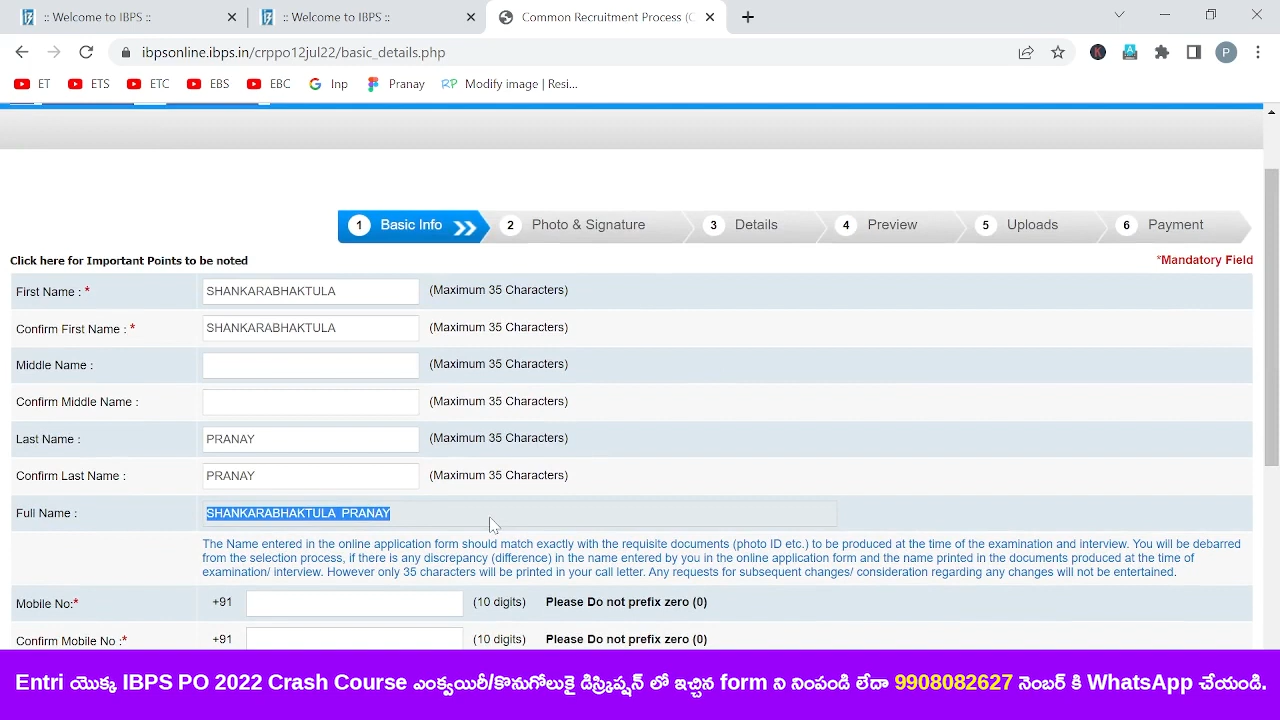 :: Welcome to IBPS ::
:: Welcome to IBPS ::
Common Recruitment Process (C
ibpsonline.ibps.in/crppo12jul22/basic_details.php
K
A
P
ET
ETS
ETC
EBS
EBC
Inp
Pranay
RP Modify image | Resi...
1 Basic Info
2 Photo & Signature
3 Details
4 Preview
5 Uploads
6 Payment
Click here for Important Points to be noted
*Mandatory Field
First Name : * SHANKARABHAKTULA (Maximum 35 Characters)
Confirm First Name : * SHANKARABHAKTULA (Maximum 35 Characters)
Middle Name : (Maximum 35 Characters)
Confirm Middle Name : (Maximum 35 Characters)
Last Name : PRANAY (Maximum 35 Characters)
Confirm Last Name : PRANAY (Maximum 35 Characters)
Full Name : SHANKARABHAKTULA PRANAY
The Name entered in the online application form should match exactly with the requisite documents (photo ID etc.) to be produced at the time of the examination and interview. You will be debarred
from the selection process, if there is any discrepancy (difference) in the name entered by you in the online application form and the name printed in the documents produced at the time of
examination/ interview. However only 35 characters will be printed in your call letter. Any requests for subsequent changes/ consideration regarding any changes will not be entertained.
Mobile No:* +91 (10 digits) Please Do not prefix zero (0)
Confirm Mobile No :* +91 (10 digits) Please Do not prefix zero (0)
Entri యొక్క IBPS PO 2022 Crash Course ఎంక్వయిరీ/కొనుగోలుకై డిస్క్రిప్షన్ లో ఇచ్చిన form ని నింపండి లేదా 9908082627 నెంబర్ కి WhatsApp చేయండి.